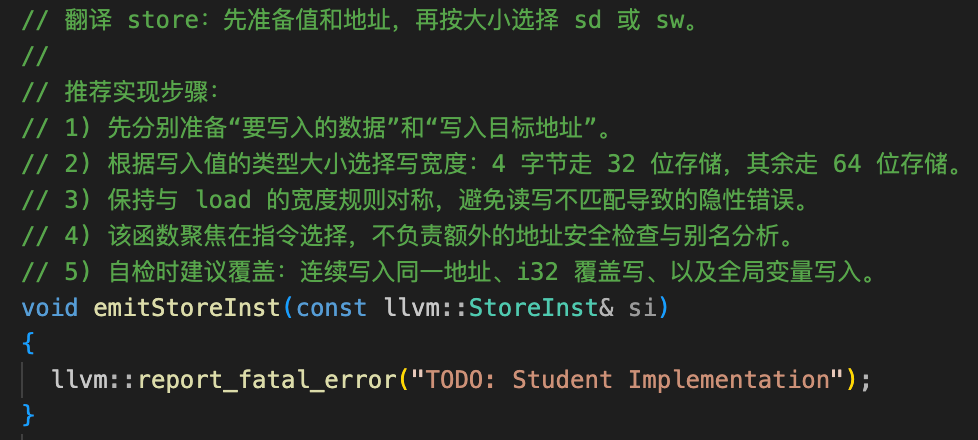 // 翻译 store：先准备值和地址，再按大小选择 sd 或 sw。
//
// 推荐实现步骤：
// 1) 先分别准备“要写入的数据”和“写入目标地址”。
// 2) 根据写入值的类型大小选择写宽度：4 字节走 32 位存储，其余走 64 位存储。
// 3) 保持与 load 的宽度规则对称，避免读写不匹配导致的隐性错误。
// 4) 该函数聚焦在指令选择，不负责额外的地址安全检查与别名分析。
// 5) 自检时建议覆盖：连续写入同一地址、i32 覆盖写、以及全局变量写入。
void emitStoreInst(const llvm::StoreInst& si)
{
  llvm::report_fatal_error("TODO: Student Implementation");
}